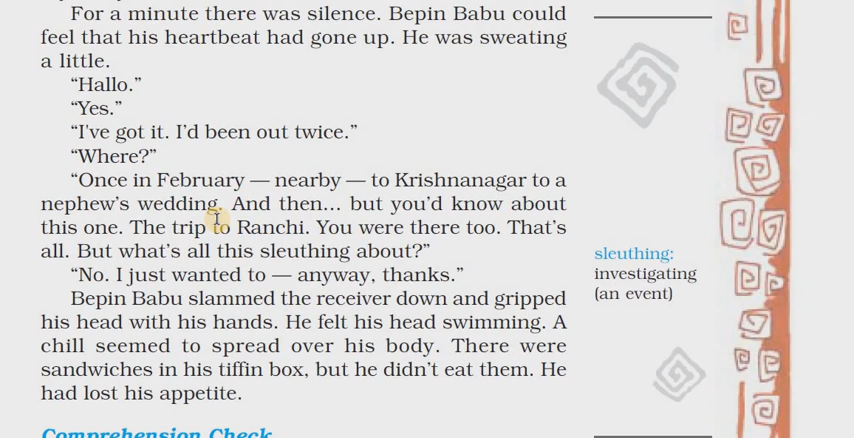 For a minute there was silence. Bepin Babu could
feel that his heartbeat had gone up. He was sweating
a little.
“Hallo.”
“Yes.”
“I've got it. I’d been out twice.”
“Where?”
“Once in February — nearby — to Krishnanagar to a
nephew’s wedding. And then... but you’d know about
this one. The trip to Ranchi. You were there too. That’s
all. But what’s all this sleuthing about?”
“No. I just wanted to — anyway, thanks.”
Bepin Babu slammed the receiver down and gripped
his head with his hands. He felt his head swimming. A
chill seemed to spread over his body. There were
sandwiches in his tiffin box, but he didn’t eat them. He
had lost his appetite.
Comprehension Check
sleuthing:
investigating
(an event)